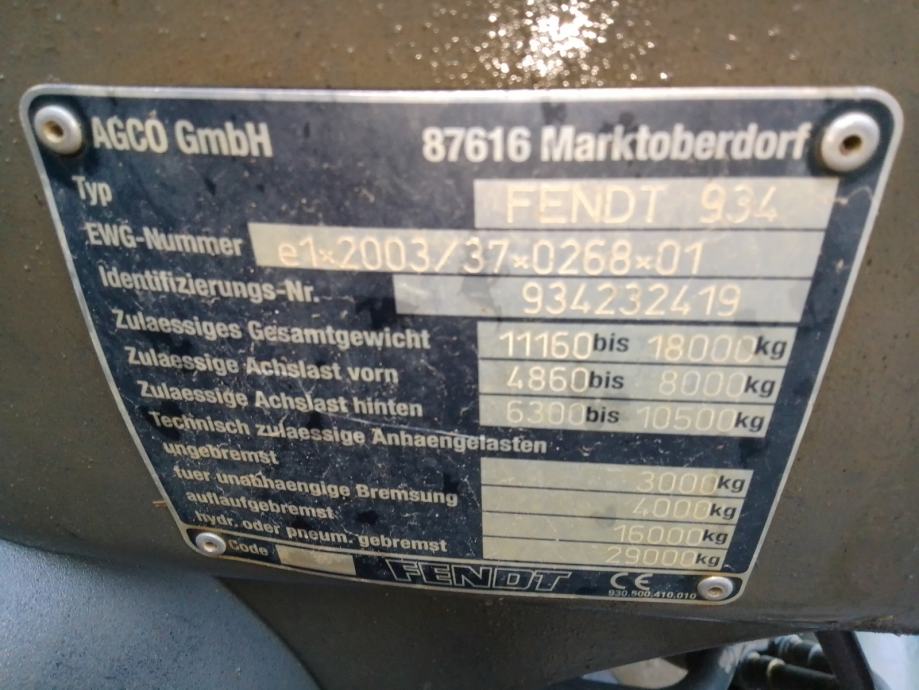 AGCO GmbH 87616 Marktoberdorf
Typ FENDT 934
EWG-Nummer e1*2003/37*0268*01
Identifizierungs-Nr. 934232419
Zulaessiges Gesamtgewicht 11160 bis 18000 kg
Zulaessige Achslast vorn 4860 bis 8000 kg
Zulaessige Achslast hinten 6300 bis 10500 kg
Technisch zulaessige Anhaengelasten
ungebremst 3000 kg
fuer unabhaengige Bremsung 4000 kg
auflaufgebremst 16000 kg
hydr. oder pneum. gebremst 29000 kg
Code FENDT CE
930.500.410.010